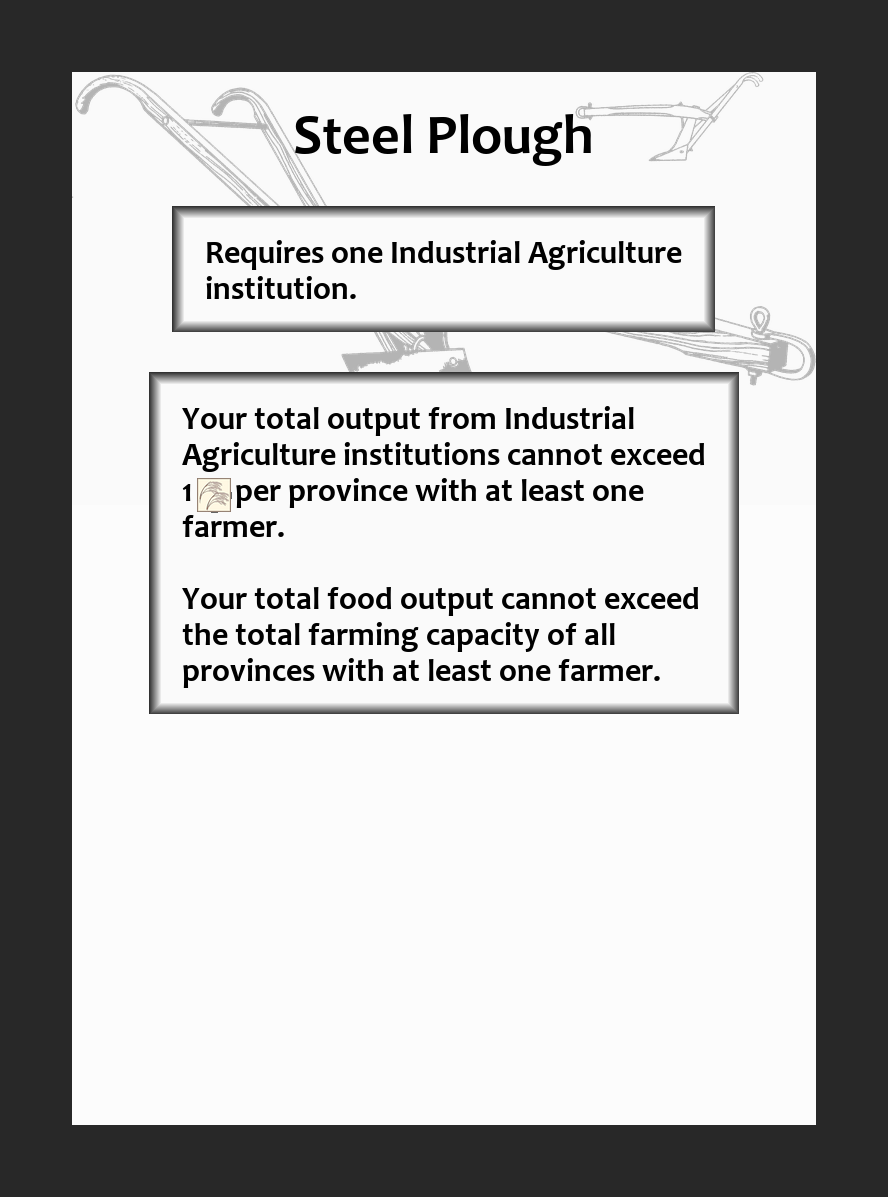 Steel Plough
Requires one Industrial Agriculture
institution.
Your total output from Industrial
Agriculture institutions cannot exceed
1 per province with at least one
farmer.
Your total food output cannot exceed
the total farming capacity of all
provinces with at least one farmer.